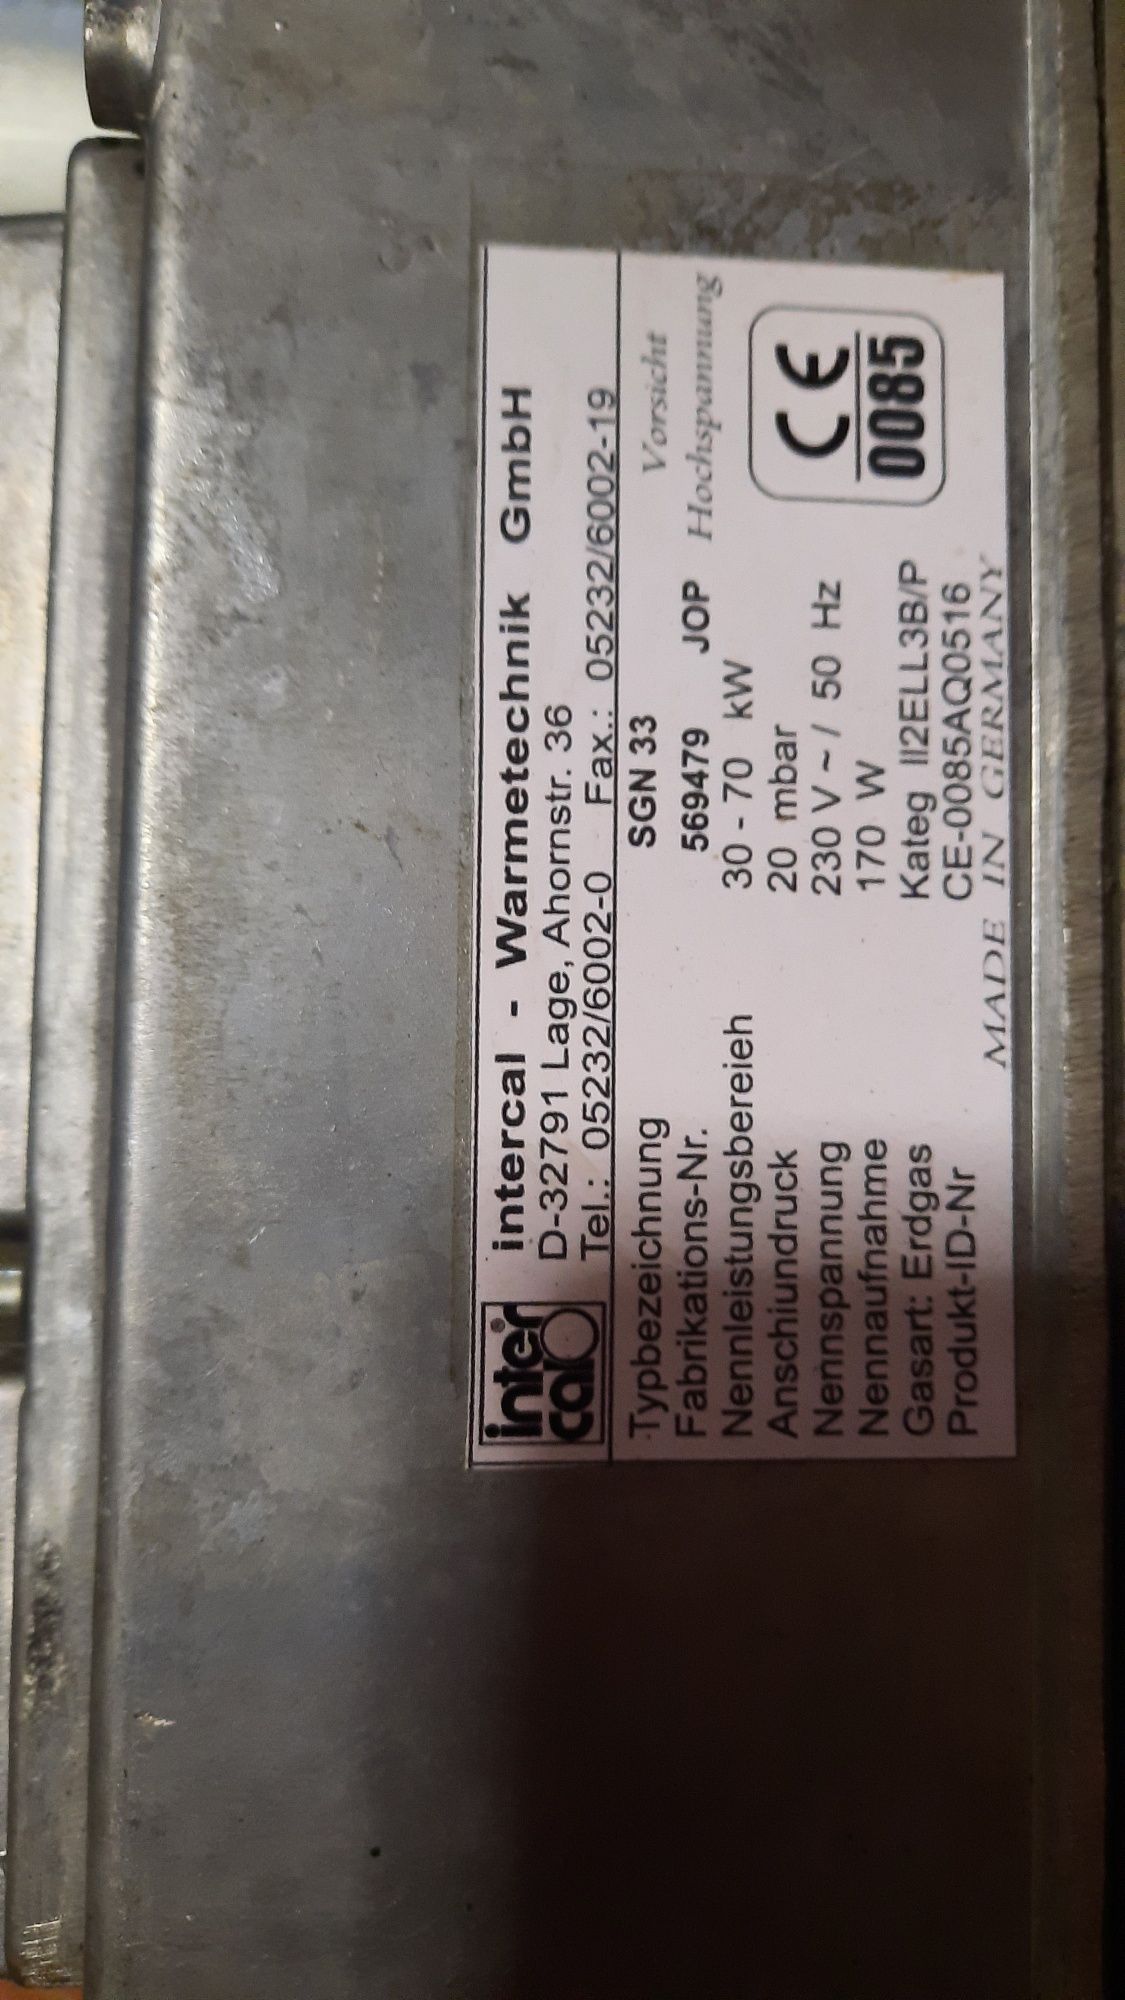 inter cal®
intercal - Warmetechnik GmbH
D-32791 Lage, Ahornstr. 36
Tel.: 05232/6002-0 Fax.: 05232/6002-19
Typbezeichnung SGN 33 Vorsicht
Fabrikations-Nr. 569479 JOP Hochspannung
Nennleistungsbereieh 30 - 70 kW
Anschiundruck 20 mbar
Nennspannung 230 V ~ / 50 Hz
Nennaufnahme 170 W
Gasart: Erdgas Kateg II2ELL3B/P
Produkt-ID-Nr CE-0085AQ0516
MADE IN GERMANY
CE
0085